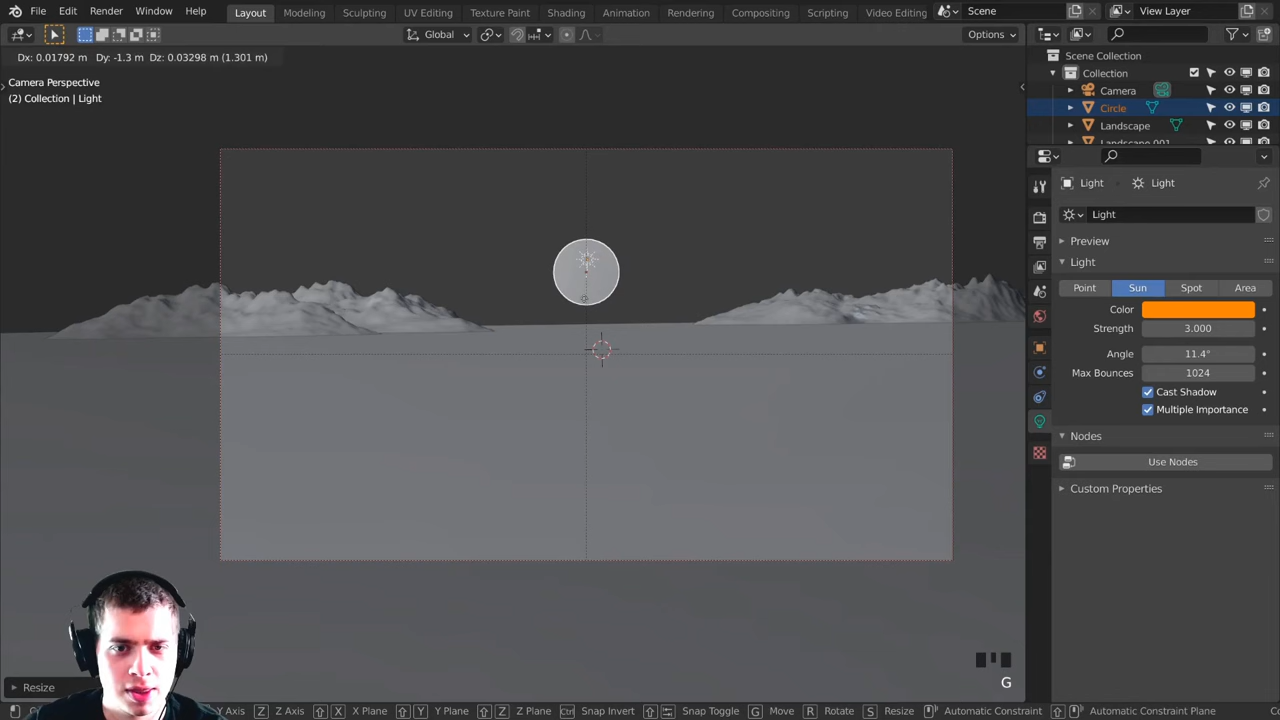 File Edit Render Window Help Layout Modeling Sculpting UV Editing Texture Paint Shading Animation Rendering Compositing Scripting Video Editing Scene View Layer
Global Options
Dx: 0.01792 m Dy: -1.3 m Dz: 0.03298 m (1.301 m)
Camera Perspective
(2) Collection | Light
Scene Collection
Collection
Camera
Circle
Landscape
Landscape.001
Light Light
Light
Preview
Light
Point Sun Spot Area
Color
Strength 3.000
Angle 11.4°
Max Bounces 1024
Cast Shadow
Multiple Importance
Nodes
Use Nodes
Custom Properties
G
Resize
Y Axis Z Z Axis X X Plane Y Y Plane Z Z Plane Ctrl Snap Invert Snap Toggle G Move R Rotate S Resize Automatic Constraint Automatic Constraint Plane